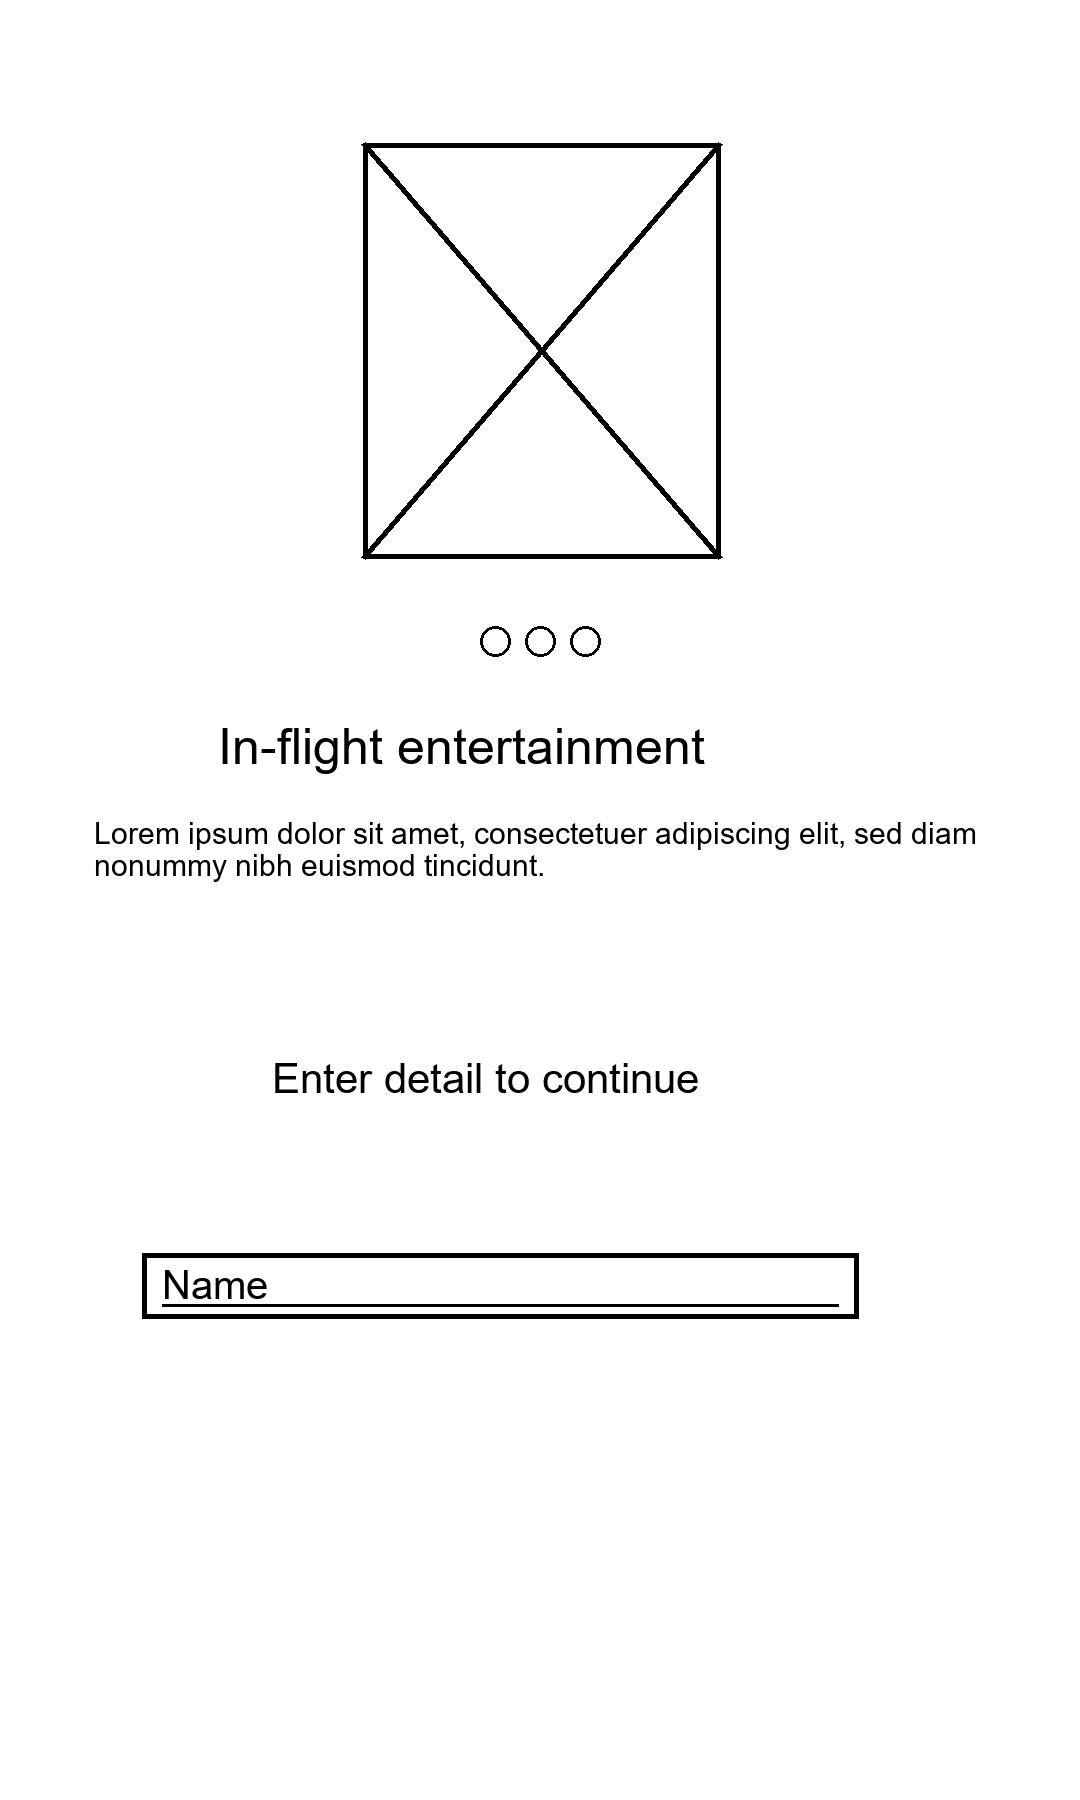 In-flight entertainment
Lorem ipsum dolor sit amet, consectetuer adipiscing elit, sed diam
nonummy nibh euismod tincidunt.
Enter detail to continue
Name